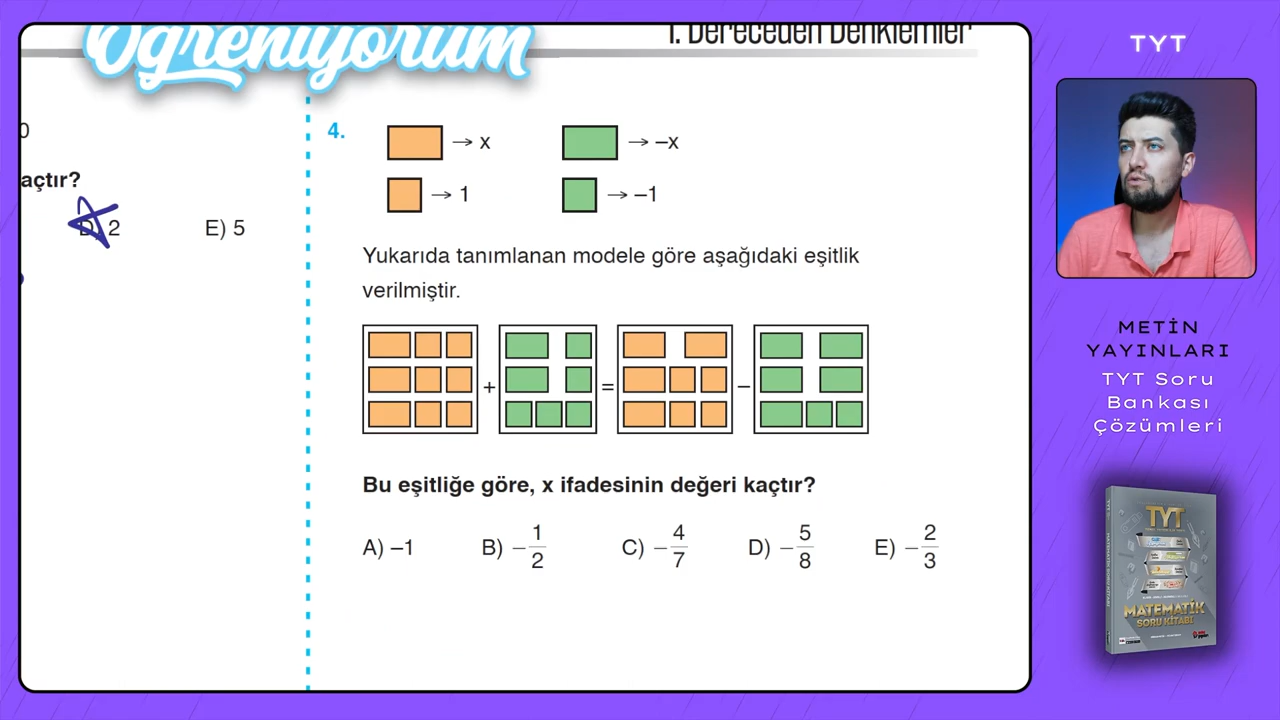 Öğreniyorum
1. Dereceden Denklemler
0
açtır?
D) 2 E) 5
4.
→ x → –x
→ 1 → –1
Yukarıda tanımlanan modele göre aşağıdaki eşitlik
verilmiştir.
+ = –
Bu eşitliğe göre, x ifadesinin değeri kaçtır?
A) –1 B) –1/2 C) –4/7 D) –5/8 E) –2/3
TYT
METİN
YAYINLARI
TYT Soru
Bankası
Çözümleri
TYT
MATEMATİK
SORU KİTABI